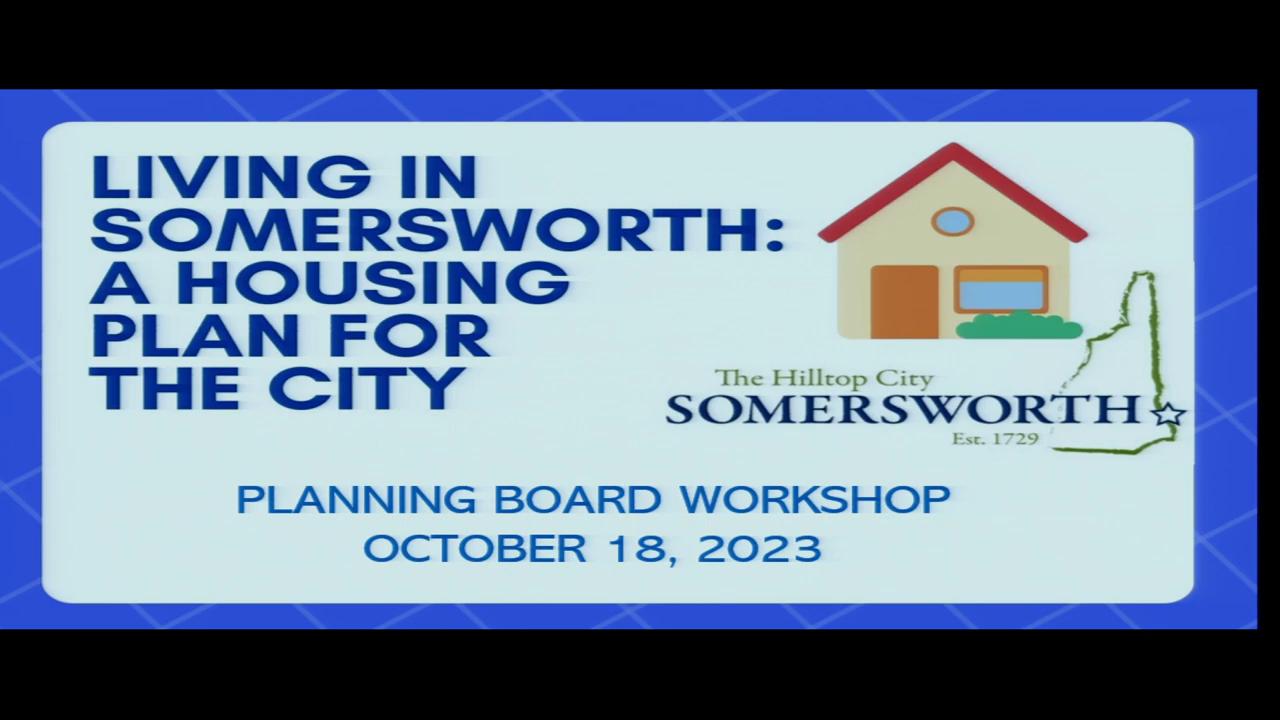 LIVING IN
SOMERSWORTH:
A HOUSING
PLAN FOR
THE CITY
The Hilltop City
SOMERSWORTH
Est. 1729
PLANNING BOARD WORKSHOP
OCTOBER 18, 2023